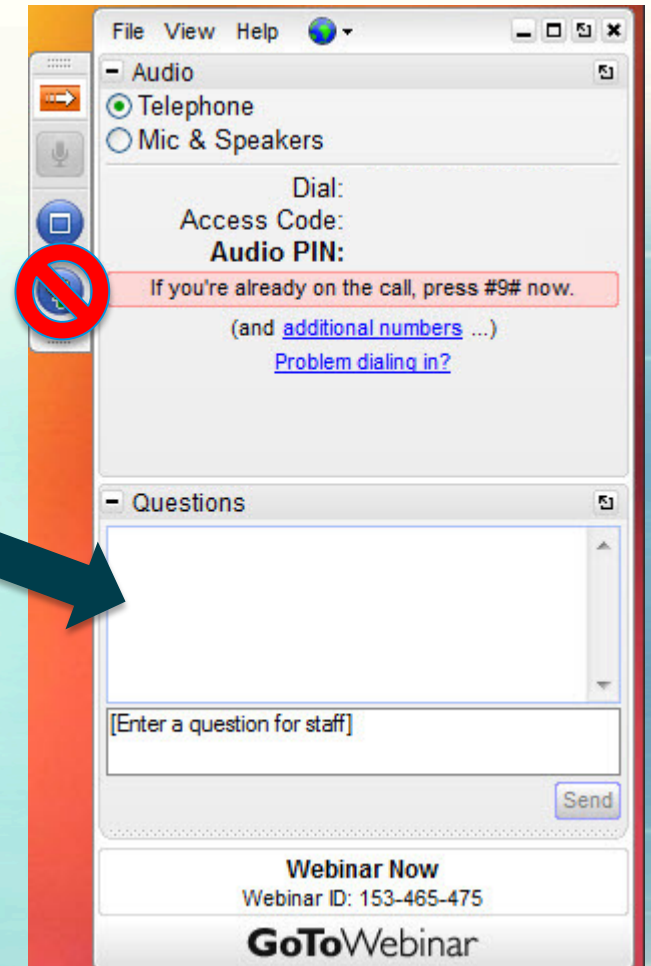 File View Help
Audio
Telephone
Mic & Speakers
Dial:
Access Code:
Audio PIN:
If you're already on the call, press #9# now.
(and additional numbers ...)
Problem dialing in?
Questions
[Enter a question for staff]
Send
Webinar Now
Webinar ID: 153-465-475
GoToWebinar